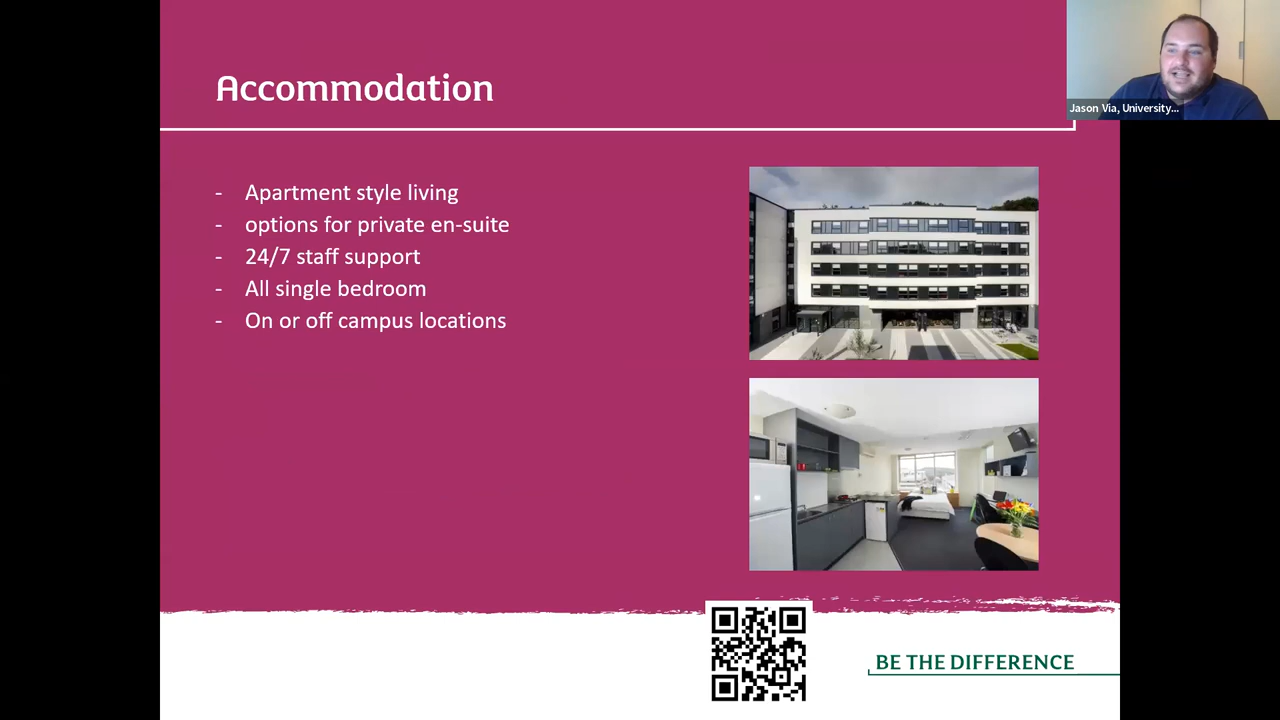 Accommodation
Jason Via, University...
- Apartment style living
- options for private en-suite
- 24/7 staff support
- All single bedroom
- On or off campus locations
BE THE DIFFERENCE